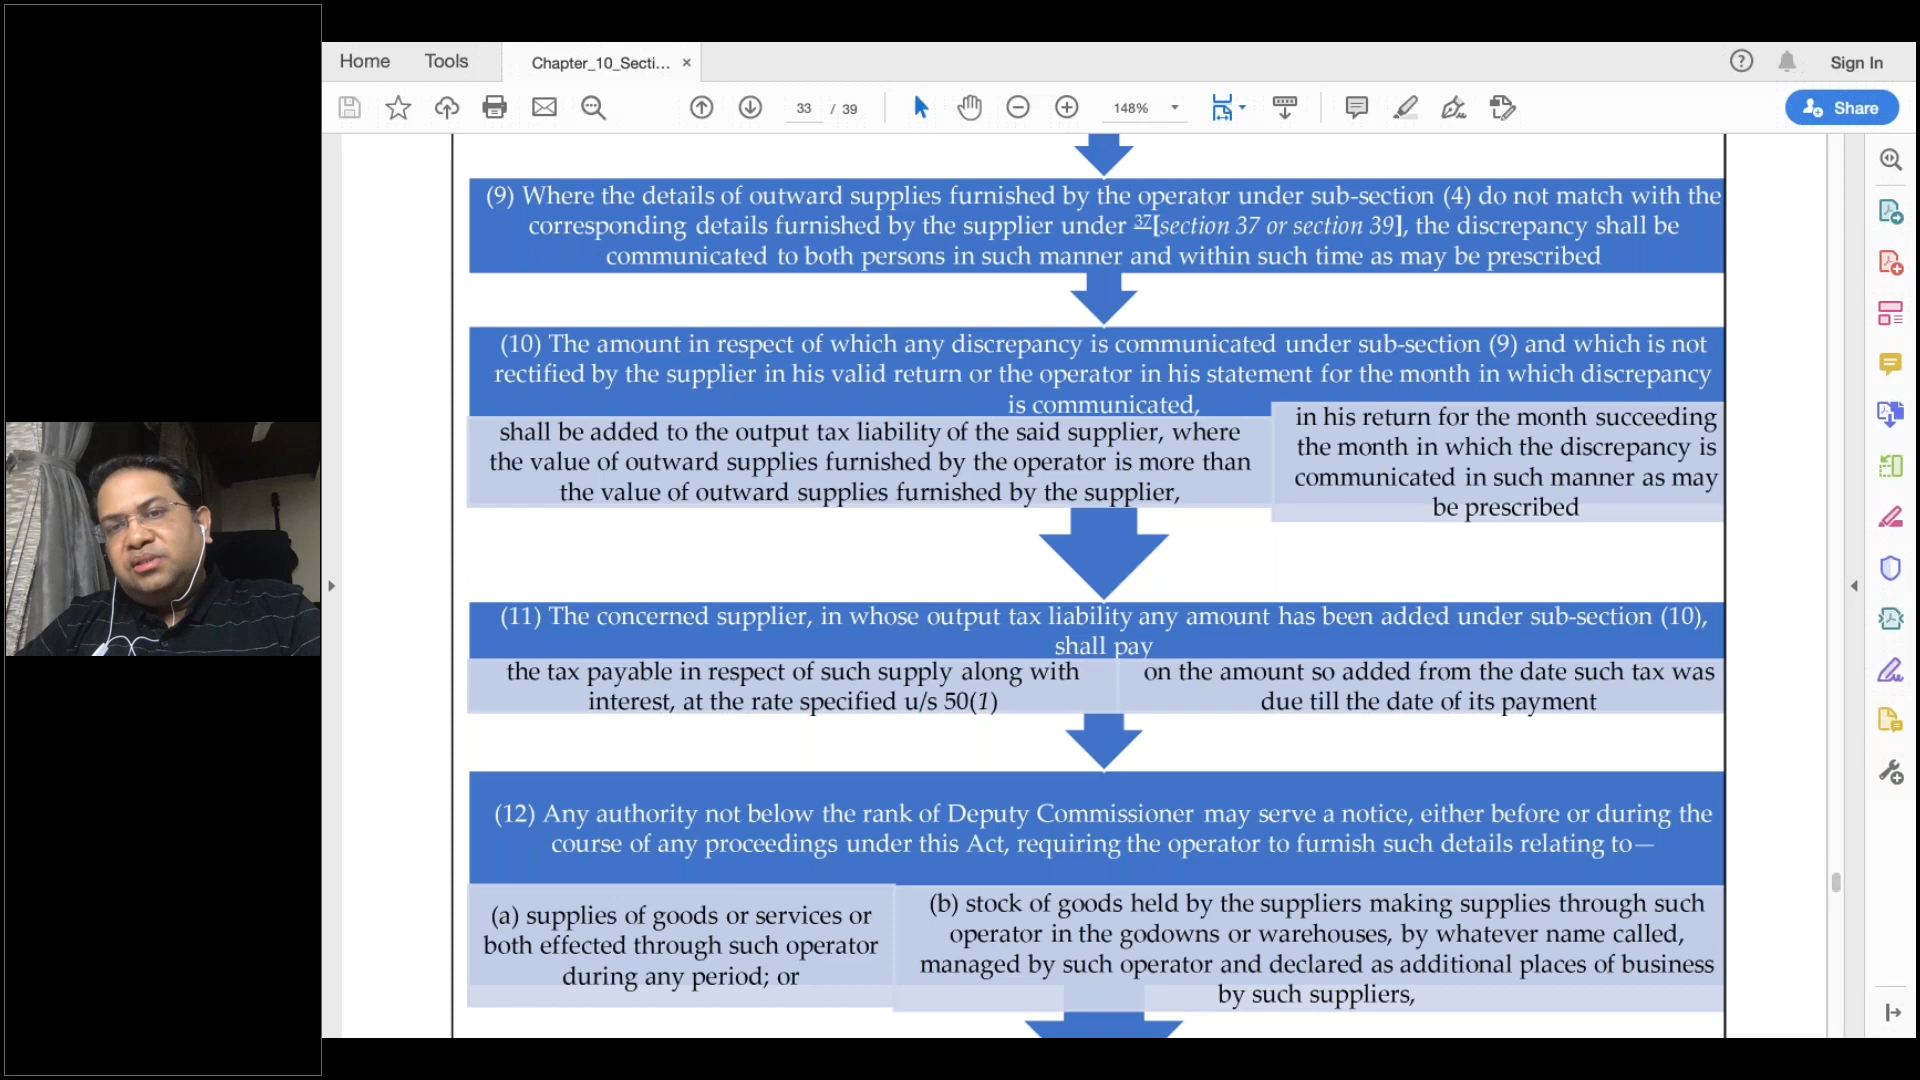 Home
Tools
Chapter_10_Secti... ×
Sign In
33 / 39
148%
Share
(9) Where the details of outward supplies furnished by the operator under sub-section (4) do not match with the
corresponding details furnished by the supplier under 37[section 37 or section 39], the discrepancy shall be
communicated to both persons in such manner and within such time as may be prescribed
(10) The amount in respect of which any discrepancy is communicated under sub-section (9) and which is not
rectified by the supplier in his valid return or the operator in his statement for the month in which discrepancy
is communicated,
shall be added to the output tax liability of the said supplier, where
the value of outward supplies furnished by the operator is more than
the value of outward supplies furnished by the supplier,
in his return for the month succeeding
the month in which the discrepancy is
communicated in such manner as may
be prescribed
(11) The concerned supplier, in whose output tax liability any amount has been added under sub-section (10),
shall pay
the tax payable in respect of such supply along with
interest, at the rate specified u/s 50(1)
on the amount so added from the date such tax was
due till the date of its payment
(12) Any authority not below the rank of Deputy Commissioner may serve a notice, either before or during the
course of any proceedings under this Act, requiring the operator to furnish such details relating to—
(a) supplies of goods or services or
both effected through such operator
during any period; or
(b) stock of goods held by the suppliers making supplies through such
operator in the godowns or warehouses, by whatever name called,
managed by such operator and declared as additional places of business
by such suppliers,